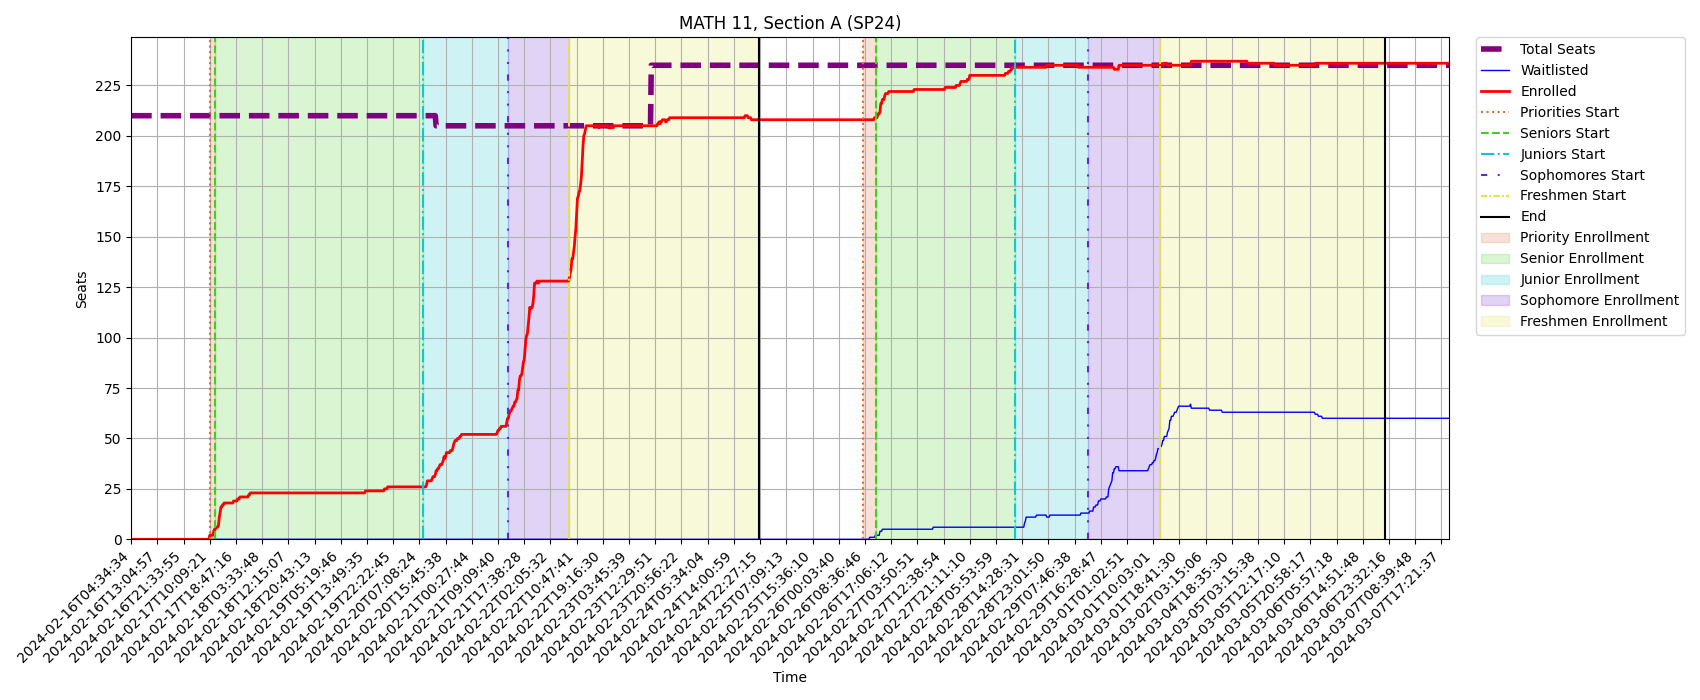 MATH 11, Section A (SP24)
Seats
225
200
175
150
125
100
75
50
25
0
2024-02-16T04:34:34
2024-02-16T13:04:57
2024-02-16T21:33:55
2024-02-17T10:09:21
2024-02-17T18:47:16
2024-02-18T03:33:48
2024-02-18T12:15:07
2024-02-18T20:43:13
2024-02-19T05:19:46
2024-02-19T13:49:35
2024-02-19T22:22:45
2024-02-20T07:08:24
2024-02-20T15:45:38
2024-02-21T00:27:44
2024-02-21T09:09:40
2024-02-21T17:38:28
2024-02-22T02:05:32
2024-02-22T10:47:41
2024-02-22T19:16:30
2024-02-23T03:45:39
2024-02-23T12:29:51
2024-02-23T20:56:22
2024-02-24T05:34:04
2024-02-24T14:00:59
2024-02-24T22:27:15
2024-02-25T07:09:13
2024-02-25T15:36:10
2024-02-26T00:03:40
2024-02-26T08:36:46
2024-02-26T17:06:12
2024-02-27T03:50:51
2024-02-27T12:38:54
2024-02-27T21:11:10
2024-02-28T05:53:59
2024-02-28T14:28:31
2024-02-28T23:01:50
2024-02-29T07:46:38
2024-02-29T16:28:47
2024-03-01T01:02:51
2024-03-01T10:03:01
2024-03-01T18:41:30
2024-03-02T03:15:06
2024-03-04T18:35:30
2024-03-05T03:15:38
2024-03-05T12:17:10
2024-03-05T20:58:17
2024-03-06T05:57:18
2024-03-06T14:51:48
2024-03-06T23:32:16
2024-03-07T08:39:48
2024-03-07T17:21:37
Time
Total Seats
Waitlisted
Enrolled
Priorities Start
Seniors Start
Juniors Start
Sophomores Start
Freshmen Start
End
Priority Enrollment
Senior Enrollment
Junior Enrollment
Sophomore Enrollment
Freshmen Enrollment